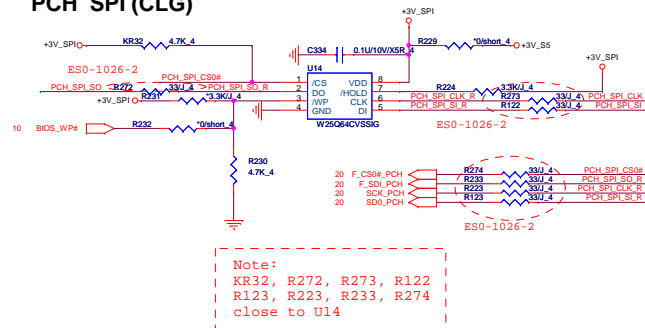 PCH SPI (CLG)
+3V_SPI
+3V_SPI KR32 4.7K_4
C334 0.1U/10V/X5R_4
R229 *0/short_4 +3V_S5
+3V_SPI
ES0-1026-2
PCH_SPI_CS0#
U14
PCH_SPI_SO R272 33/J_4 PCH_SPI_SO_R
+3V_SPI R231 *3.3K/J_4
1 /CS VDD 8
2 DO /HOLD 7
3 /WP CLK 6
4 GND DI 5
W25Q64CVSSIG
R224 3.3K/J_4
PCH_SPI_CLK_R R273 33/J_4 PCH_SPI_CLK
PCH_SPI_SI_R R122 33/J_4 PCH_SPI_SI
ES0-1026-2
10 BIOS_WP# R232 *0/short_4
R230
4.7K_4
20 F_CS0#_PCH R274 33/J_4 PCH_SPI_CS0#
20 F_SDI_PCH R233 33/J_4 PCH_SPI_SO_R
20 SCK_PCH R223 33/J_4 PCH_SPI_CLK_R
20 SD0_PCH R123 33/J_4 PCH_SPI_SI_R
ES0-1026-2
Note:
KR32, R272, R273, R122
R123, R223, R233, R274
close to U14